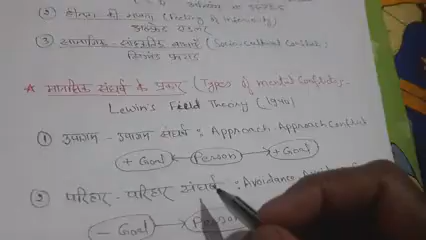 ② हीनता की भावना (Feeling of Inferiority)
③ सामाजिक-सांस्कृतिक कारक (Socio-cultural
* मानसिक संघर्ष के प्रकार (Types of mental Conflicts)-
Lewin's Field Theory (1940)
① उपागम - उपागम संघर्ष : Approach-Approach Conflict
+ Goal Person + Goal
② परिहार - परिहार संघर्ष : Avoidance
- Goal Person